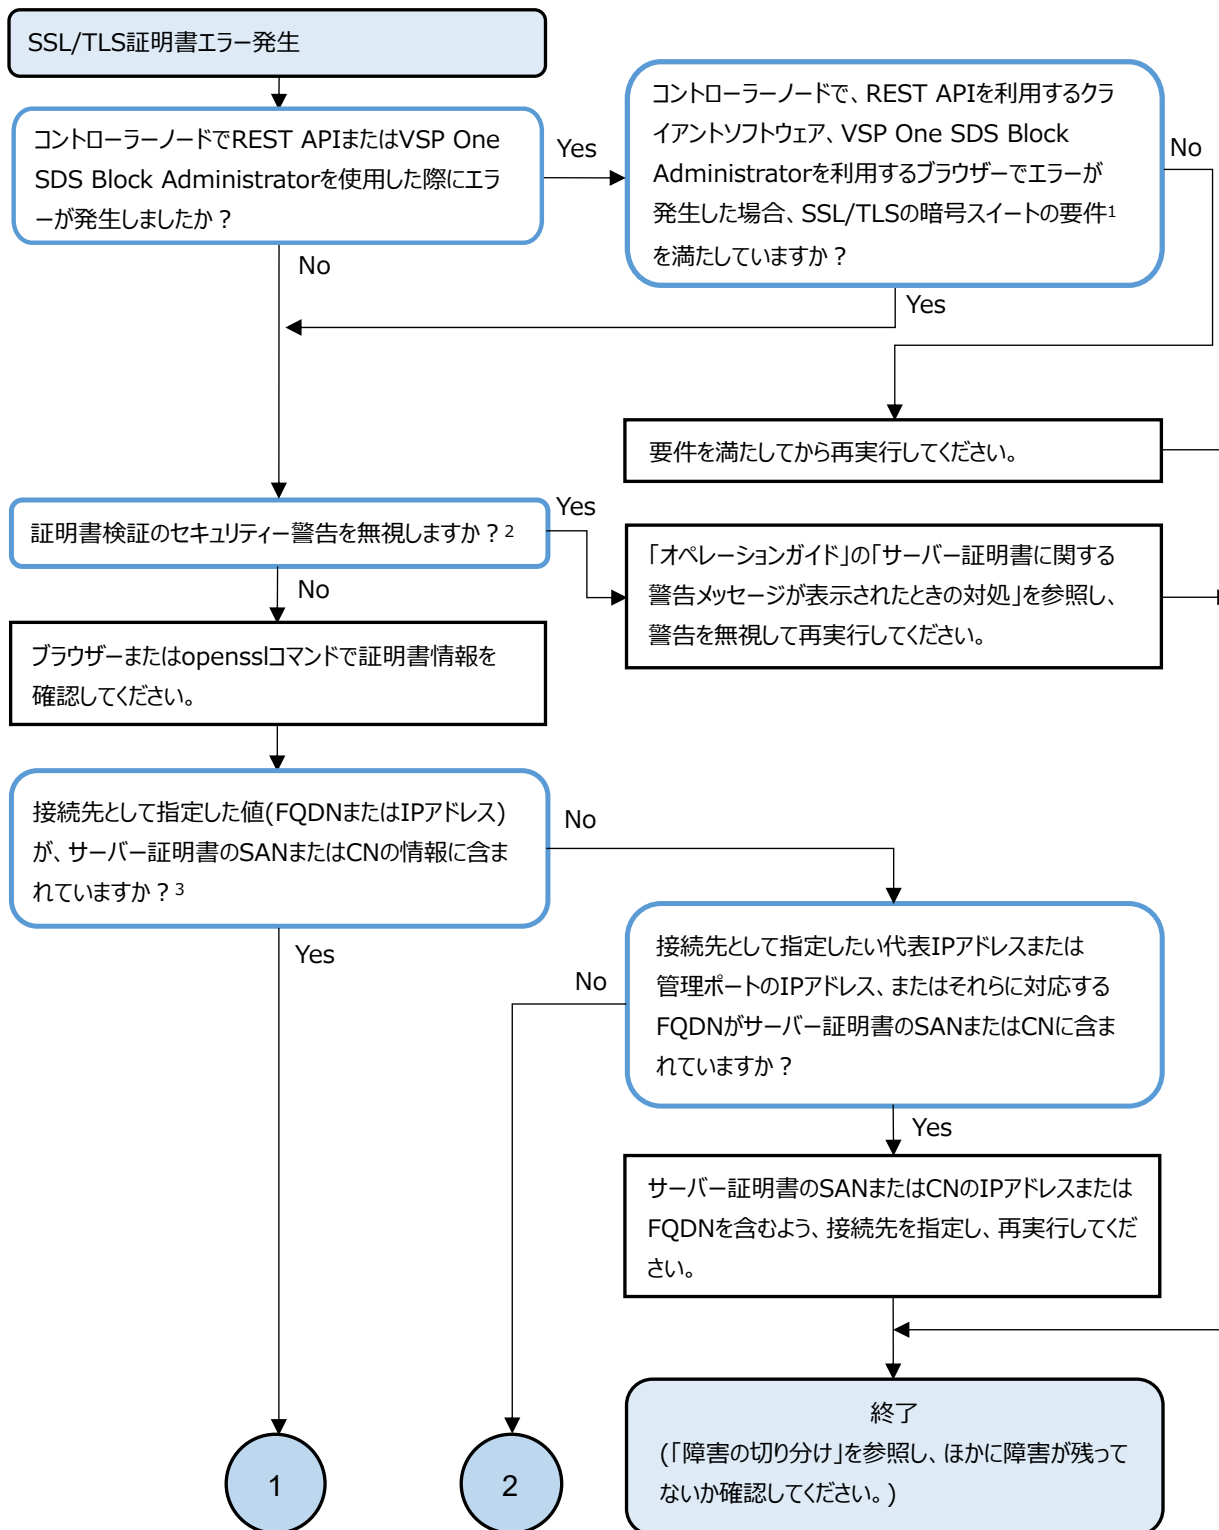 SSL/TLS証明書エラー発生
コントローラーノードでREST APIまたはVSP One
SDS Block Administratorを使用した際にエラ
ーが発生しましたか？
Yes
コントローラーノードで、REST APIを利用するクラ
イアントソフトウェア、VSP One SDS Block
Administratorを利用するブラウザーでエラーが
発生した場合、SSL/TLSの暗号スイートの要件1
を満たしていますか？
No
No
Yes
要件を満たしてから再実行してください。
証明書検証のセキュリティー警告を無視しますか？2
Yes
「オペレーションガイド」の「サーバー証明書に関する
警告メッセージが表示されたときの対処」を参照し、
警告を無視して再実行してください。
No
ブラウザーまたはopensslコマンドで証明書情報を
確認してください。
接続先として指定した値(FQDNまたはIPアドレス)
が、サーバー証明書のSANまたはCNの情報に含ま
れていますか？3
No
Yes
接続先として指定したい代表IPアドレスまたは
管理ポートのIPアドレス、またはそれらに対応する
FQDNがサーバー証明書のSANまたはCNに含ま
れていますか？
No
Yes
サーバー証明書のSANまたはCNのIPアドレスまたは
FQDNを含むよう、接続先を指定し、再実行してくだ
さい。
終了
(「障害の切り分け」を参照し、ほかに障害が残って
ないか確認してください。)
1
2